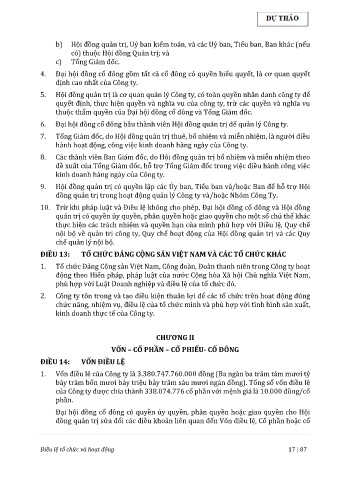 DỰ THẢO
b) Hội đồng quản trị, Uỷ ban kiểm toán, và các Uỷ ban, Tiểu ban, Ban khác (nếu
có) thuộc Hội đồng Quản trị; và
c) Tổng Giám đốc.
4. Đại hội đồng cổ đông gồm tất cả cổ đông có quyền biểu quyết, là cơ quan quyết
định cao nhất của Công ty.
5. Hội đồng quản trị là cơ quan quản lý Công ty, có toàn quyền nhân danh công ty để
quyết định, thực hiện quyền và nghĩa vụ của công ty, trừ các quyền và nghĩa vụ
thuộc thẩm quyền của Đại hội đồng cổ đông và Tổng Giám đốc.
6. Đại hội đồng cổ đông bầu thành viên Hội đồng quản trị để quản lý Công ty.
7. Tổng Giám đốc, do Hội đồng quản trị thuê, bổ nhiệm và miễn nhiệm, là người điều
hành hoạt động, công việc kinh doanh hàng ngày của Công ty.
8. Các thành viên Ban Giám đốc, do Hội đồng quản trị bổ nhiệm và miễn nhiệm theo
đề xuất của Tổng Giám đốc, hỗ trợ Tổng Giám đốc trong việc điều hành công việc
kinh doanh hàng ngày của Công ty.
9. Hội đồng quản trị có quyền lập các Ủy ban, Tiểu ban và/hoặc Ban để hỗ trợ Hội
đồng quản trị trong hoạt động quản lý Công ty và/hoặc Nhóm Công Ty.
10. Trừ khi pháp luật và Điều lệ không cho phép, Đại hội đồng cổ đông và Hội đồng
quản trị có quyền ủy quyền, phân quyền hoặc giao quyền cho một số chủ thể khác
thực hiện các trách nhiệm và quyền hạn của mình phù hợp với Điều lệ, Quy chế
nội bộ về quản trị công ty, Quy chế hoạt động của Hội đồng quản trị và các Quy
chế quản lý nội bộ.
ĐIỀU 13: TỔ CHỨC ĐẢNG CỘNG SẢN VIỆT NAM VÀ CÁC TỔ CHỨC KHÁC
1. Tổ chức Đảng Cộng sản Việt Nam, Công đoàn, Đoàn thanh niên trong Công ty hoạt
động theo Hiến pháp, pháp luật của nước Cộng hòa Xã hội Chủ nghĩa Việt Nam,
phù hợp với Luật Doanh nghiệp và điều lệ của tổ chức đó.
2. Công ty tôn trọng và tạo điều kiện thuận lợi để các tổ chức trên hoạt động đúng
chức năng, nhiệm vụ, điều lệ của tổ chức mình và phù hợp với tình hình sản xuất,
kinh doanh thực tế của Công ty.
CHƯƠNG II
VỐN – CỔ PHẦN – CỔ PHIẾU- CỔ ĐÔNG
ĐIỀU 14: VỐN ĐIỀU LỆ
1. Vốn điều lệ của Công ty là 3.380.747.760.000 đồng (Ba ngàn ba trăm tám mươi tỷ
bảy trăm bốn mươi bảy triệu bảy trăm sáu mươi ngàn đồng). Tổng số vốn điều lệ
của Công ty được chia thành 338.074.776 cổ phần với mệnh giá là 10.000 đồng/cổ
phần.
Đại hội đồng cổ đông có quyền ủy quyền, phân quyền hoặc giao quyền cho Hội
đồng quản trị sửa đổi các điều khoản liên quan đến Vốn điều lệ, Cổ phần hoặc cổ
Điều lệ tổ chức và hoạt động 17 | 87